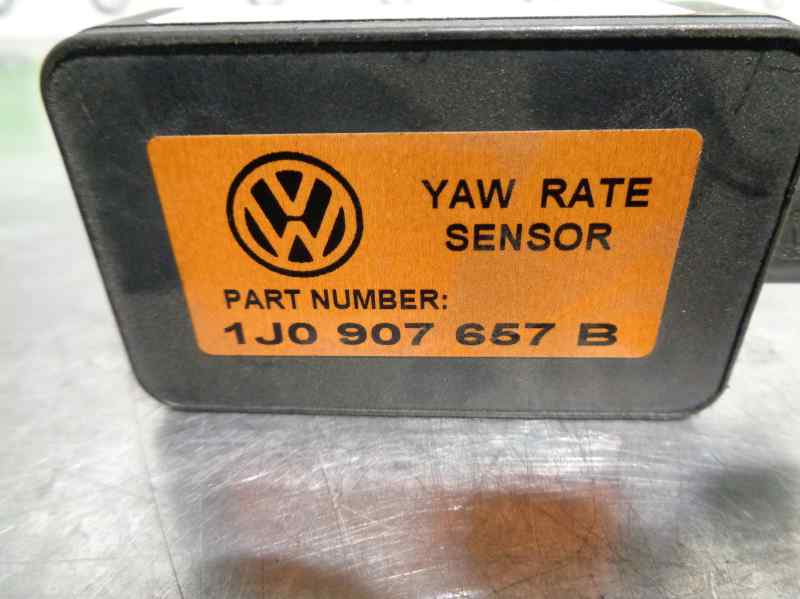 YAW RATE
SENSOR
PART NUMBER:
1J0 907 657 B